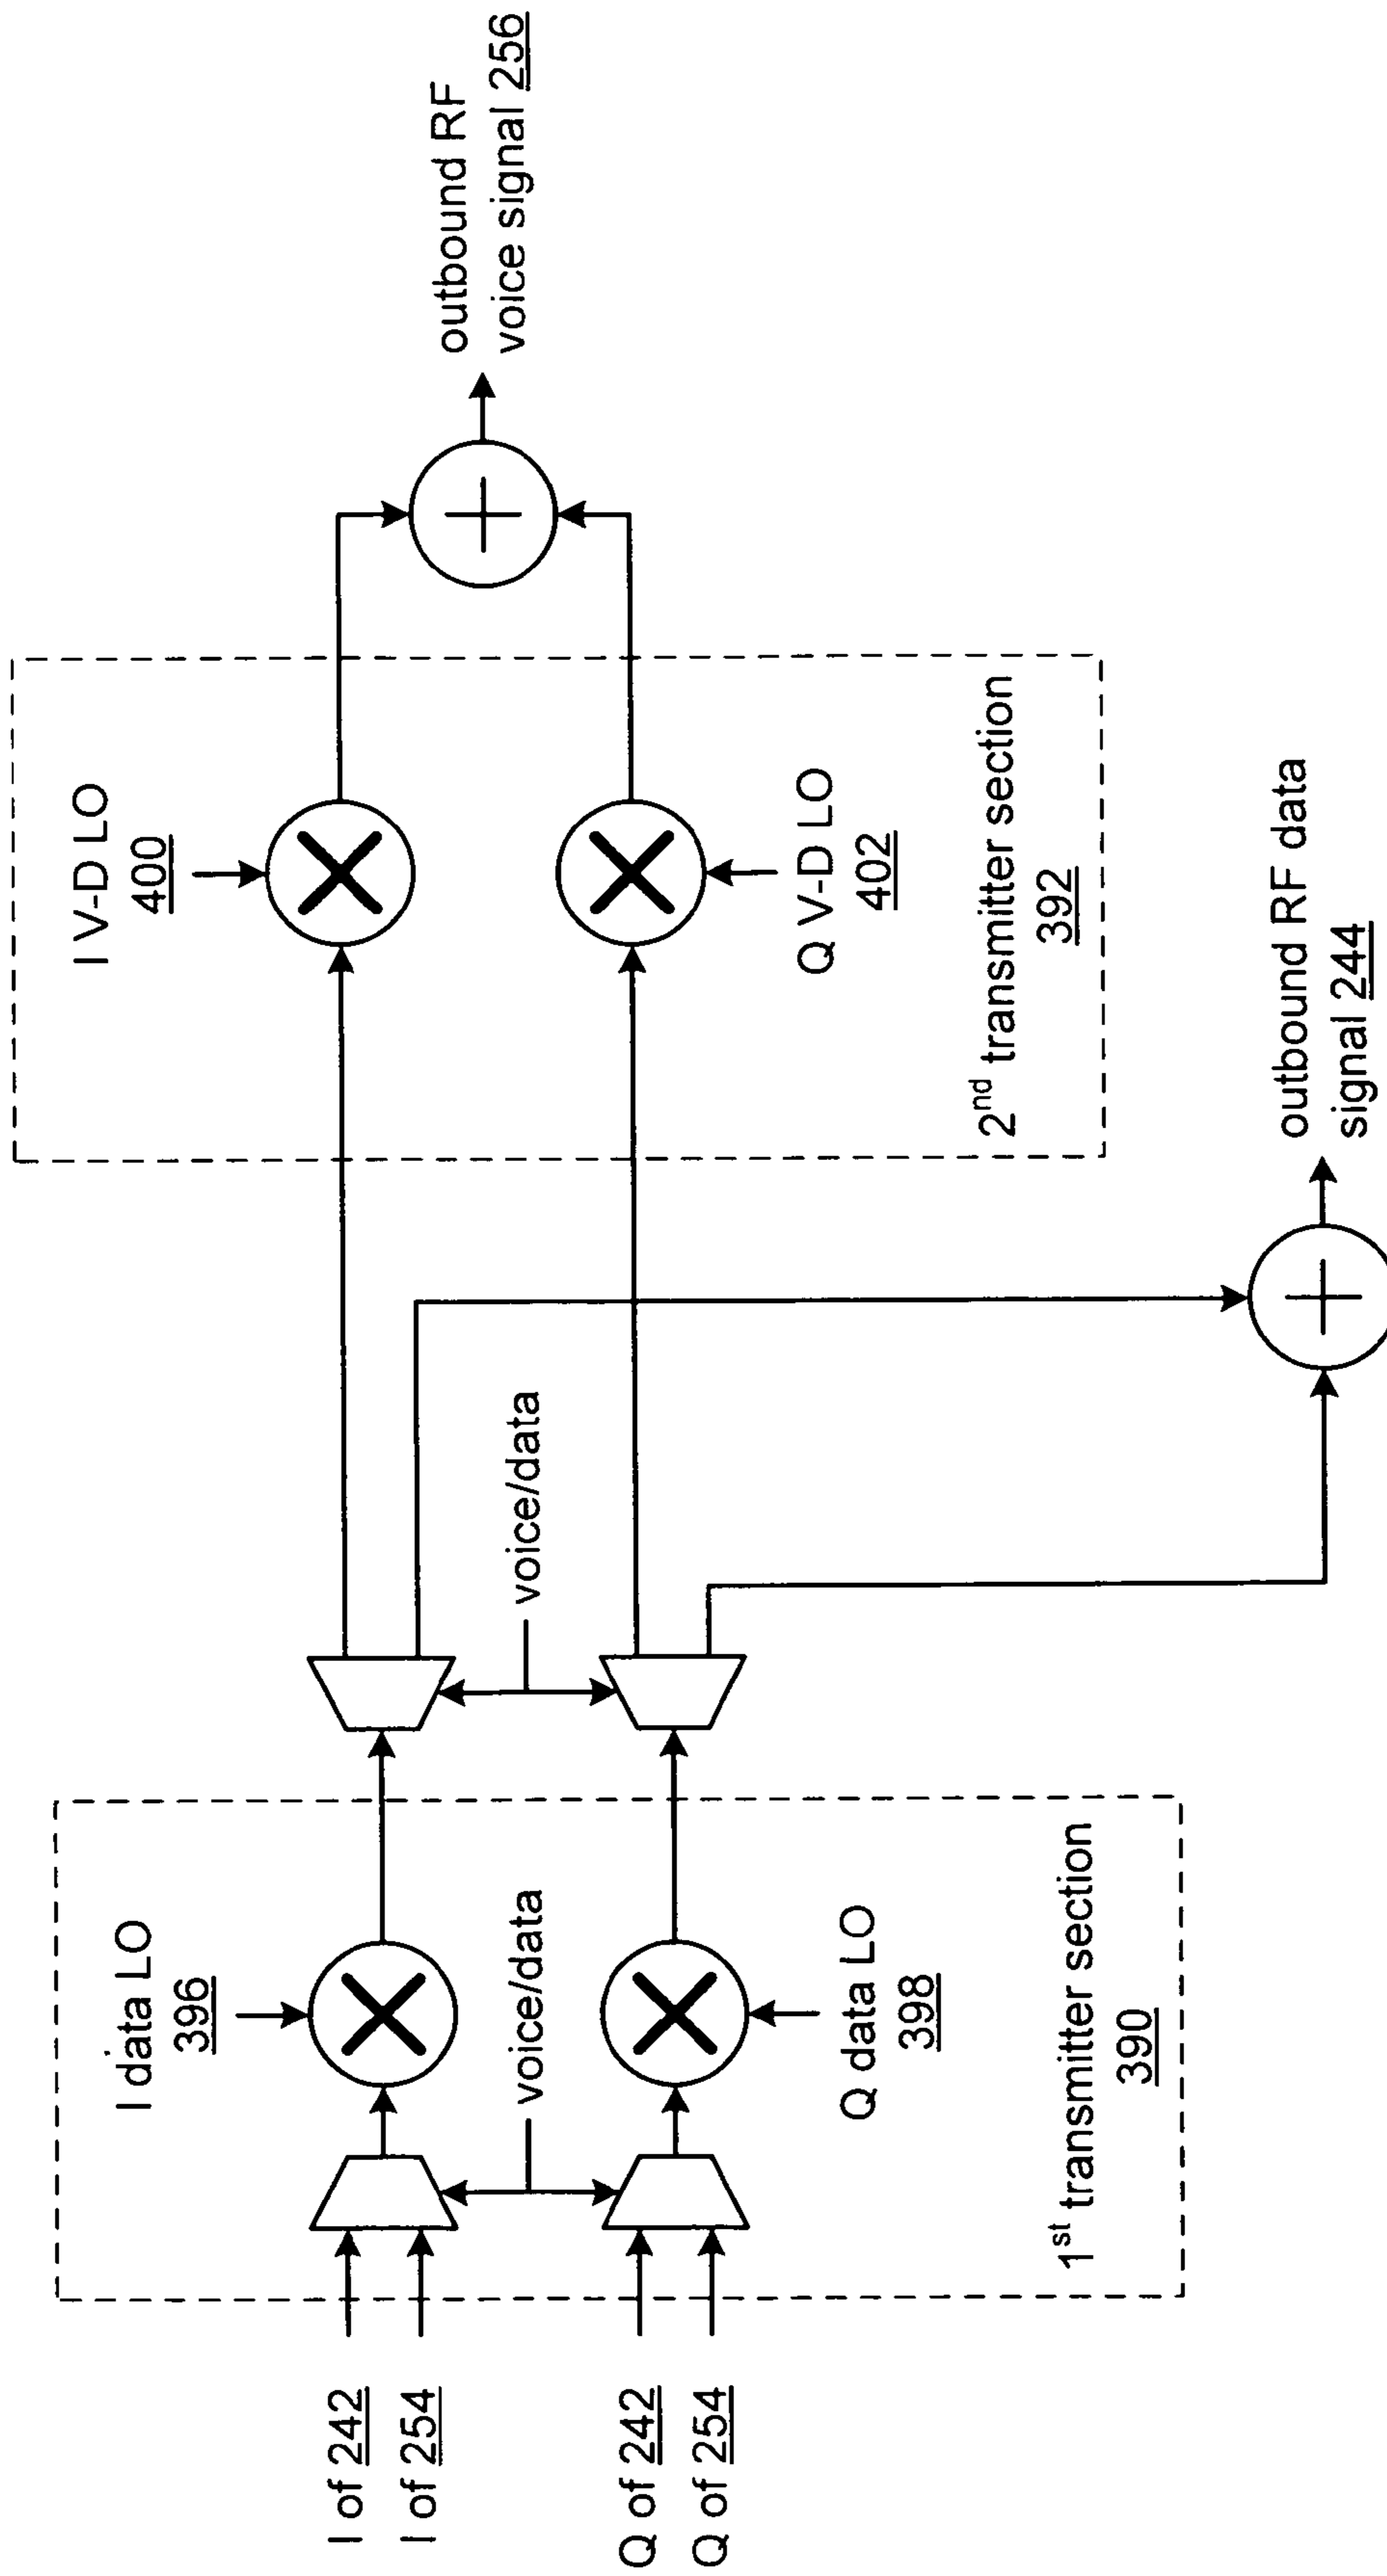 I of 242
I of 254
Q of 242
Q of 254
I data LO
396
voice/data
Q data LO
398
1st transmitter section
390
voice/data
I V-D LO
400
Q V-D LO
402
2nd transmitter section
392
outbound RF
voice signal 256
outbound RF data
signal 244